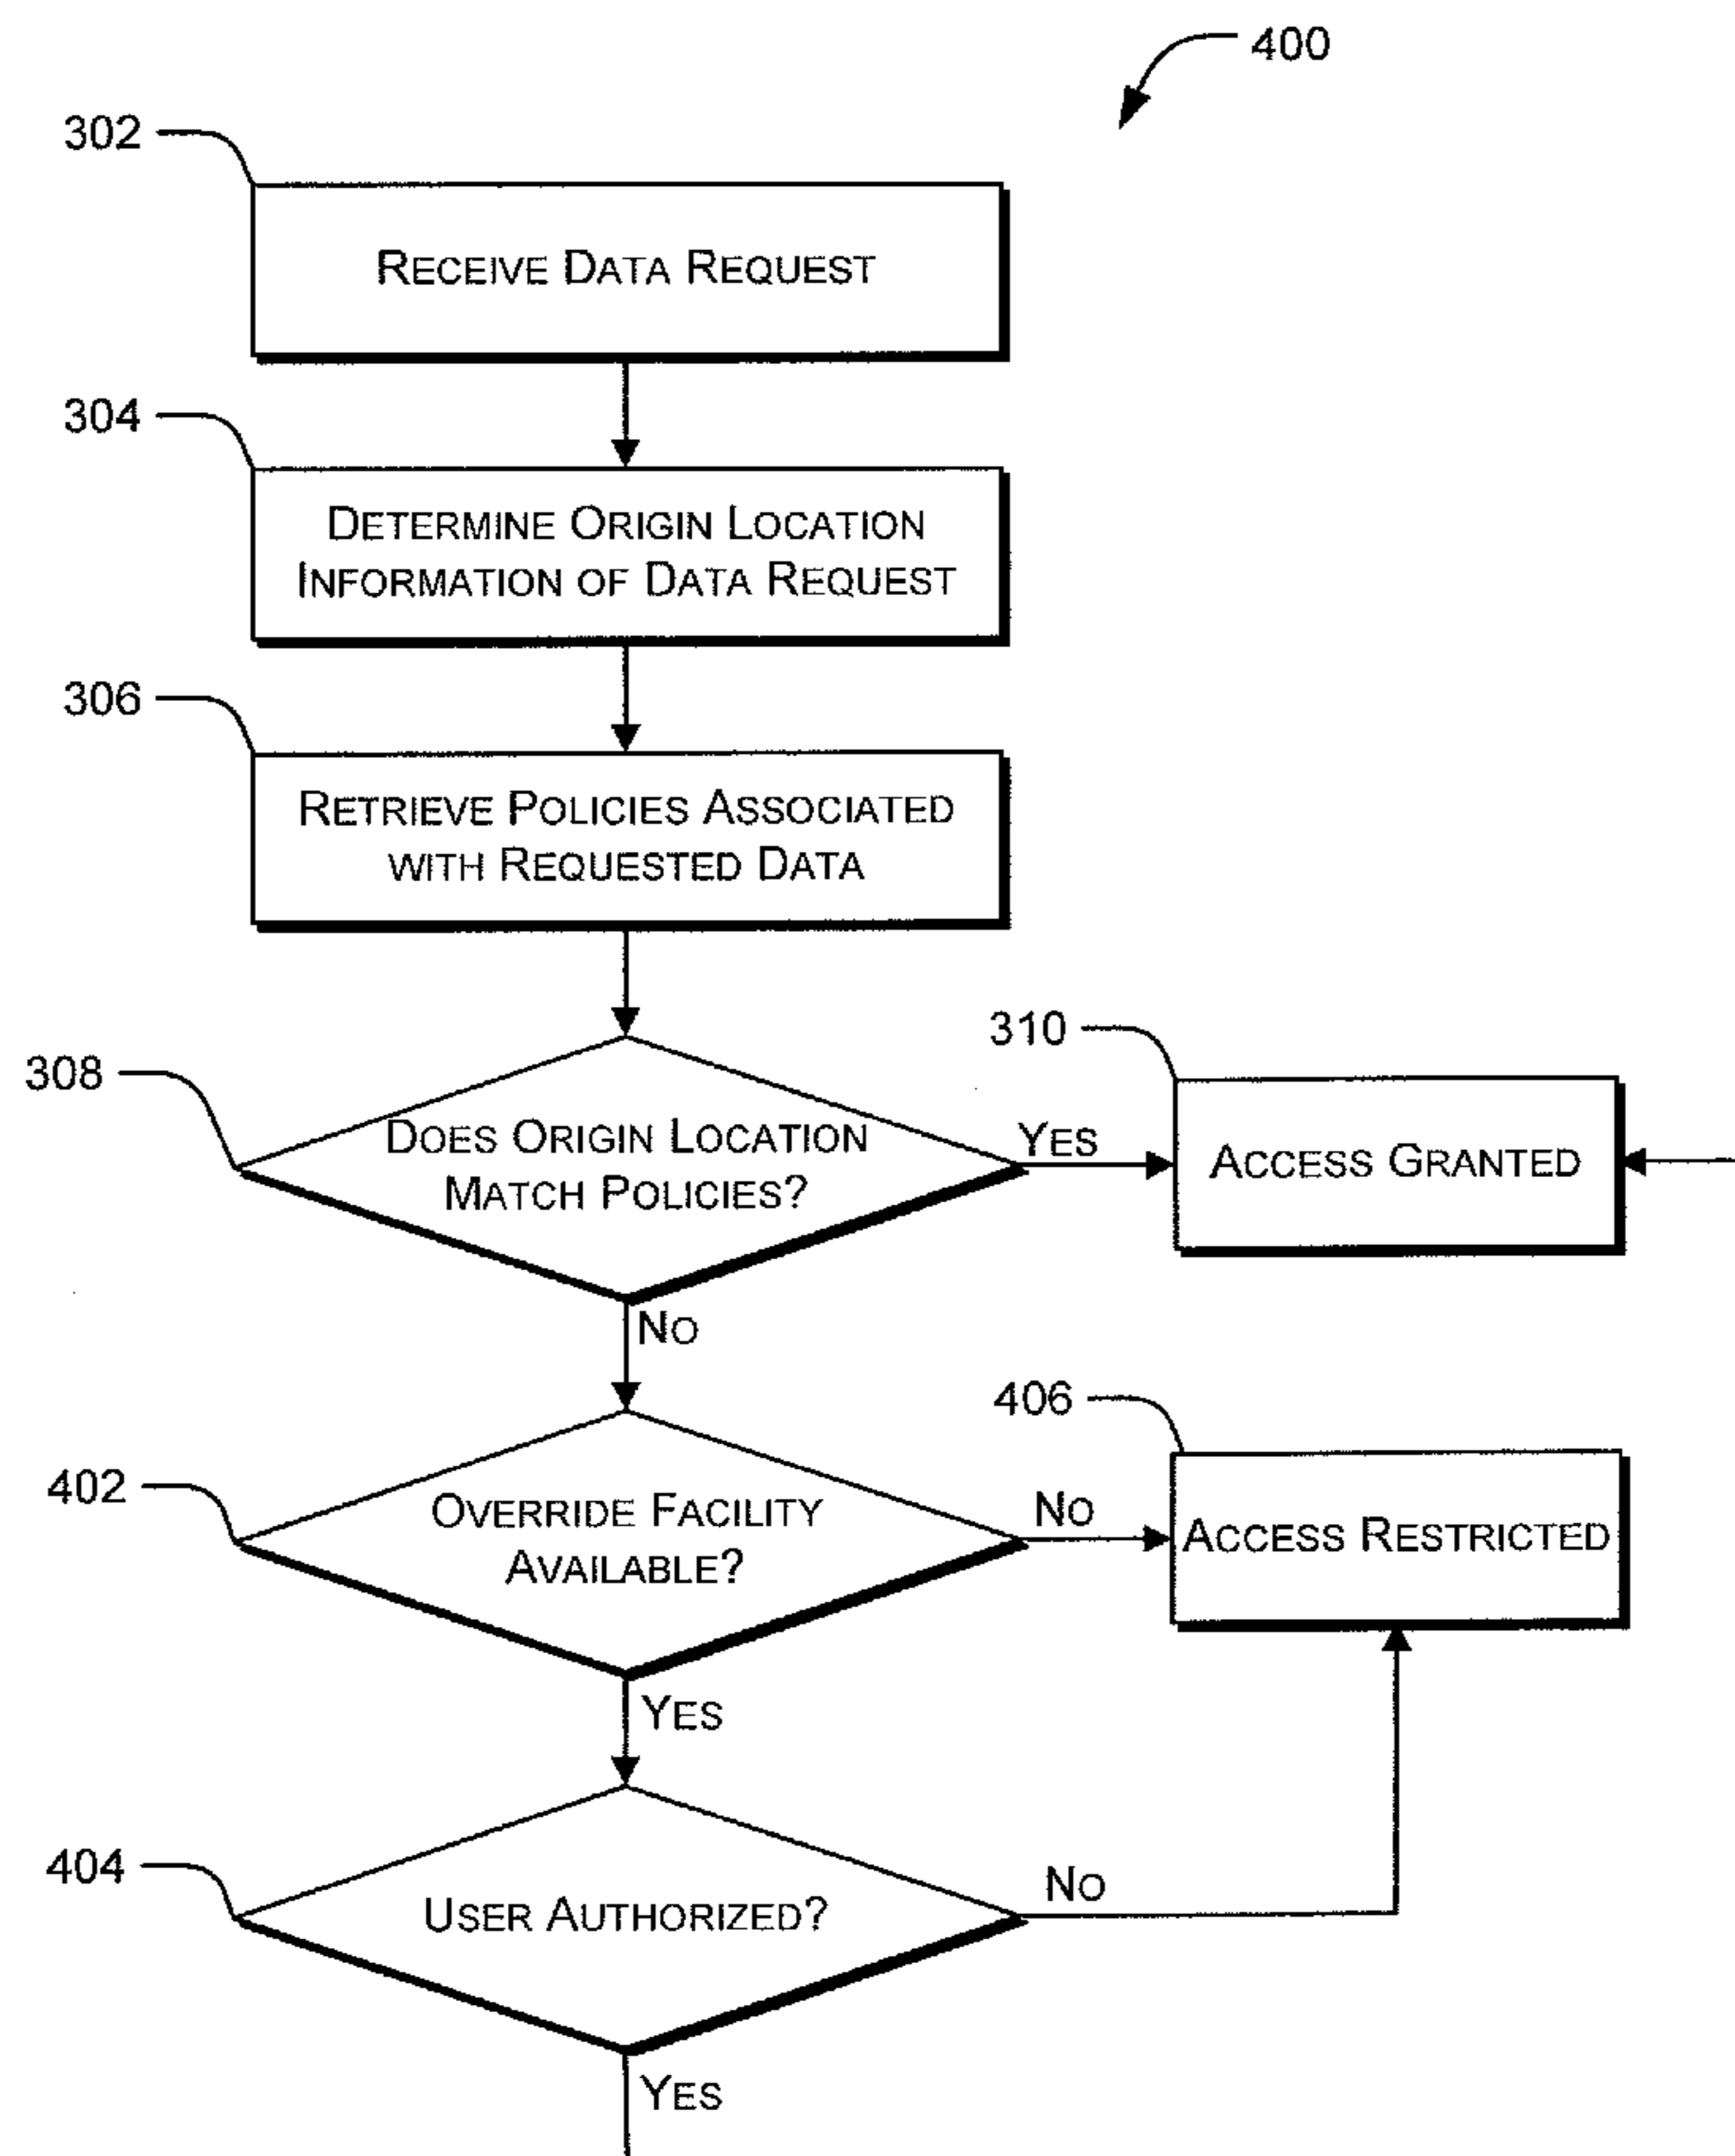 400
302
RECEIVE DATA REQUEST
304
DETERMINE ORIGIN LOCATION
INFORMATION OF DATA REQUEST
306
RETRIEVE POLICIES ASSOCIATED
WITH REQUESTED DATA
308
DOES ORIGIN LOCATION
MATCH POLICIES?
YES
310
ACCESS GRANTED
NO
402
OVERRIDE FACILITY
AVAILABLE?
NO
406
ACCESS RESTRICTED
YES
404
USER AUTHORIZED?
NO
YES